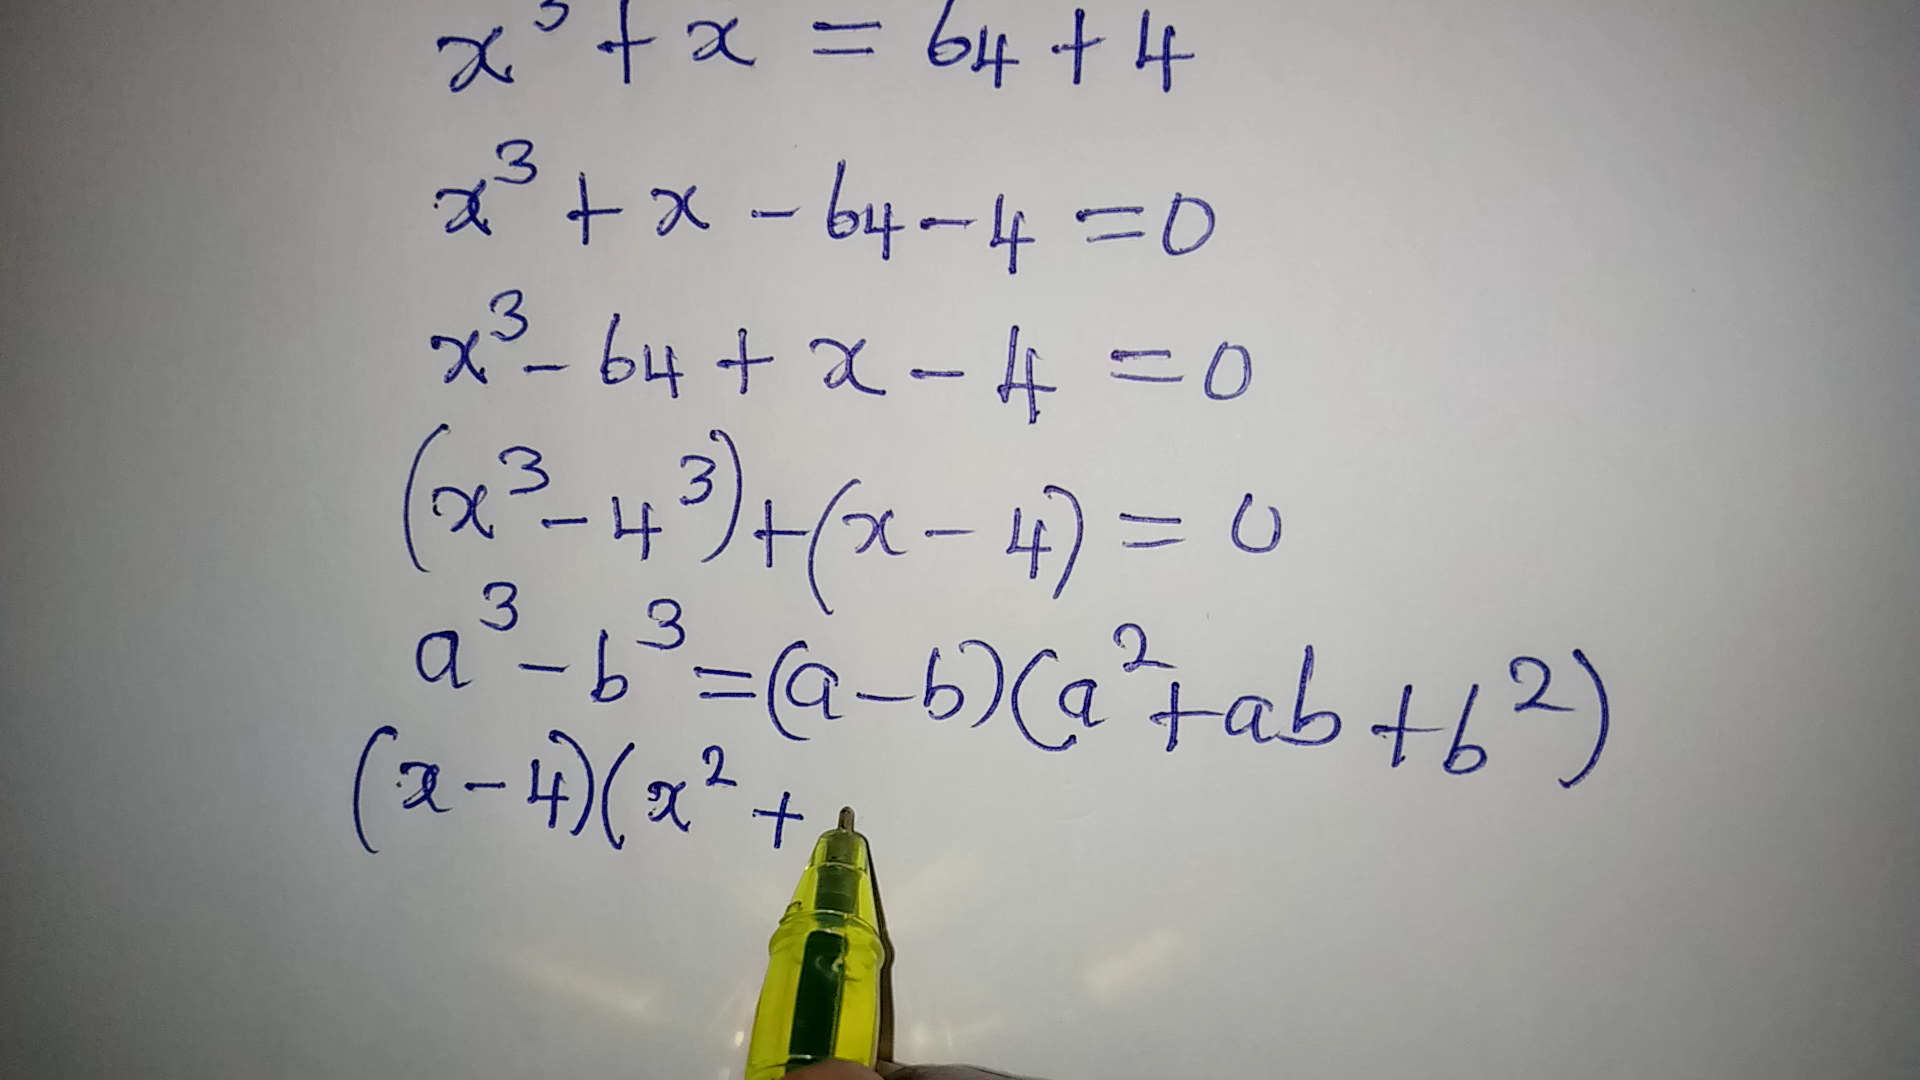 x³ + x = 64 + 4
x³ + x - 64 - 4 = 0
x³ - 64 + x - 4 = 0
(x³ - 4³) + (x - 4) = 0
a³ - b³ = (a - b)(a² + ab + b²)
(x - 4)(x² +